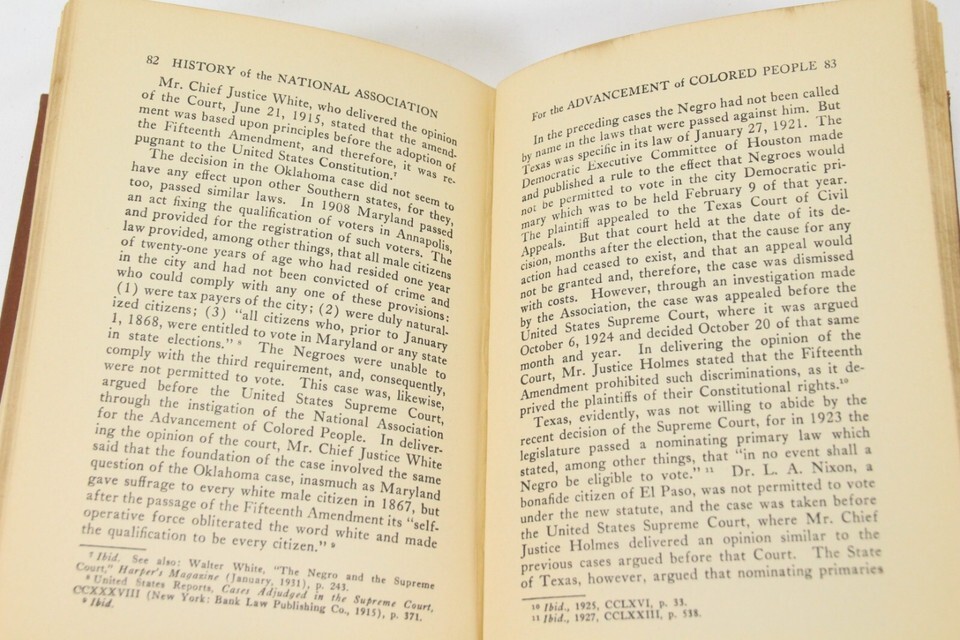 82 HISTORY of the NATIONAL ASSOCIATION
Mr. Chief Justice White, who delivered the opinion
of the Court, June 21, 1915, stated that the amend-
ment was based upon principles before the adoption of
the Fifteenth Amendment, and therefore, it was re-
pugnant to the United States Constitution.⁷
The decision in the Oklahoma case did not seem to
have any effect upon other Southern states, for they,
too, passed similar laws. In 1908 Maryland passed
an act fixing the qualification of voters in Annapolis,
and provided for the registration of such voters. The
law provided, among other things, that all male citizens
of twenty-one years of age who had resided one year
in the city and had not been convicted of crime and
who could comply with any one of these provisions:
(1) were tax payers of the city; (2) were duly natural-
ized citizens; (3) "all citizens who, prior to January
1, 1868, were entitled to vote in Maryland or any state
in state elections." ⁸ The Negroes were unable to
comply with the third requirement, and, consequently,
were not permitted to vote. This case was, likewise,
argued before the United States Supreme Court,
through the instigation of the National Association
for the Advancement of Colored People. In deliver-
ing the opinion of the court, Mr. Chief Justice White
said that the foundation of the case involved the same
question of the Oklahoma case, inasmuch as Maryland
gave suffrage to every white male citizen in 1867, but
after the passage of the Fifteenth Amendment its "self-
operative force obliterated the word white and made
the qualification to be every citizen." ⁹
⁷ Ibid. See also: Walter White, "The Negro and the Supreme
Court," Harper's Magazine (January, 1931), p. 243.
⁸ United States Reports, Cases Adjudged in the Supreme Court,
CCXXXVIII (New York: Bank Law Publishing Co., 1915), p. 371.
⁹ Ibid.
For the ADVANCEMENT of COLORED PEOPLE 83
In the preceding cases the Negro had not been called
by name in the laws that were passed against him. But
Texas was specific in its law of January 27, 1921. The
Democratic Executive Committee of Houston made
and published a rule to the effect that Negroes would
not be permitted to vote in the city Democratic pri-
mary which was to be held February 9 of that year.
The plaintiff appealed to the Texas Court of Civil
Appeals. But that court held at the date of its de-
cision, months after the election, that the cause for any
action had ceased to exist, and that an appeal would
not be granted and, therefore, the case was dismissed
with costs. However, through an investigation made
by the Association, the case was appealed before the
United States Supreme Court, where it was argued
October 6, 1924 and decided October 20 of that same
month and year. In delivering the opinion of the
Court, Mr. Justice Holmes stated that the Fifteenth
Amendment prohibited such discriminations, as it de-
prived the plaintiffs of their Constitutional rights.¹⁰
Texas, evidently, was not willing to abide by the
recent decision of the Supreme Court, for in 1923 the
legislature passed a nominating primary law which
stated, among other things, that "in no event shall a
Negro be eligible to vote." ¹¹ Dr. L. A. Nixon, a
bonafide citizen of El Paso, was not permitted to vote
under the new statute, and the case was taken before
the United States Supreme Court, where Mr. Chief
Justice Holmes delivered an opinion similar to the
previous cases argued before that Court. The State
of Texas, however, argued that nominating primaries
¹⁰ Ibid., 1925, CCLXVI, p. 33.
¹¹ Ibid., 1927, CCLXXIII, p. 538.